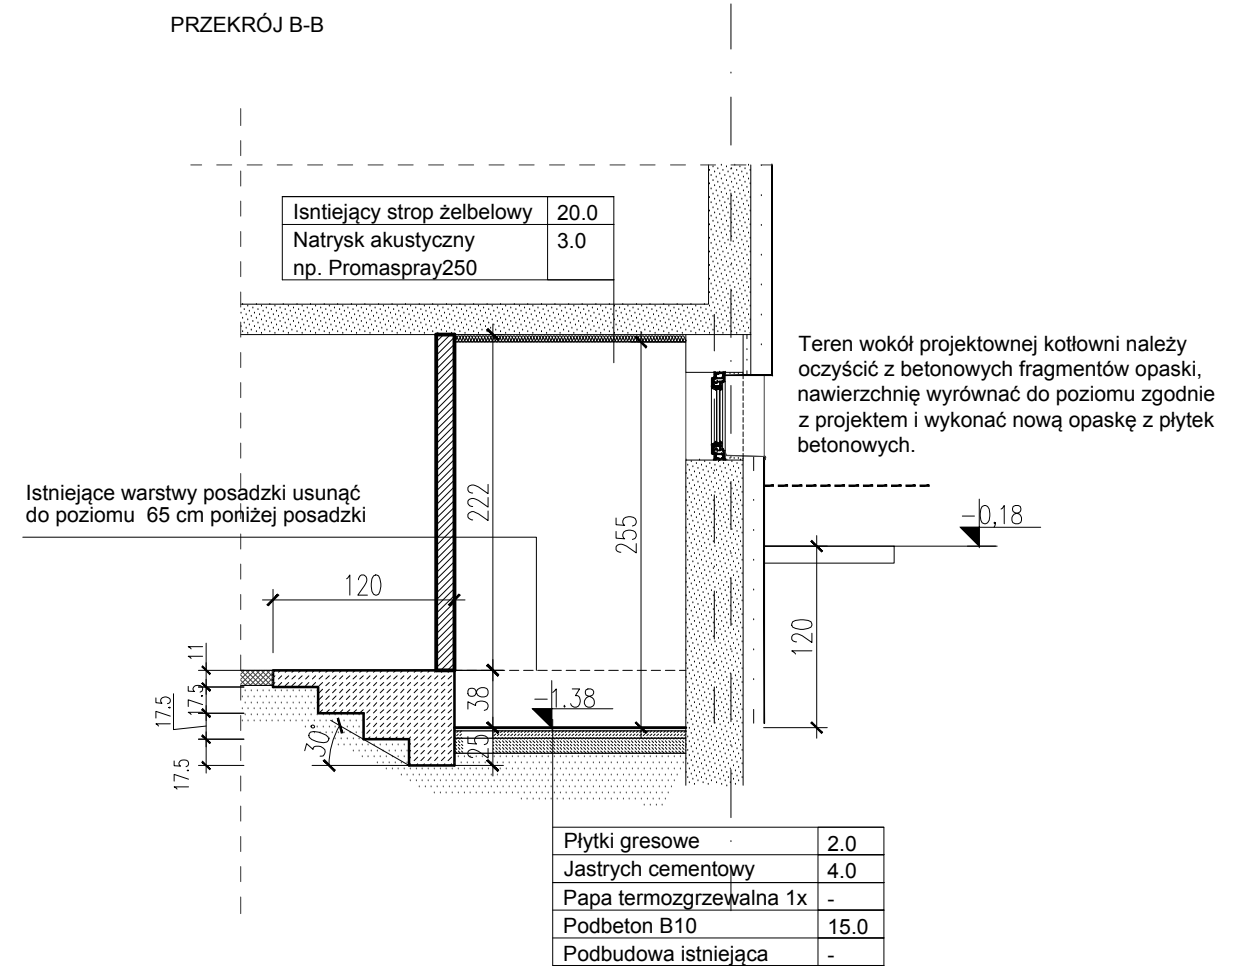 PRZEKRÓJ B-B
Isntiejący strop żelbelowy 20.0
Natrysk akustyczny 3.0
np. Promaspray250
Teren wokół projektownej kotłowni należy
oczyścić z betonowych fragmentów opaski,
nawierzchnię wyrównać do poziomu zgodnie
z projektem i wykonać nową opaskę z płytek
betonowych.
Istniejące warstwy posadzki usunąć
do poziomu 65 cm poniżej posadzki
222
255
-0,18
120
120
11
17.5
17.5
17.5
30°
38
25
-1.38
Płytki gresowe 2.0
Jastrych cementowy 4.0
Papa termozgrzewalna 1x -
Podbeton B10 15.0
Podbudowa istniejąca -